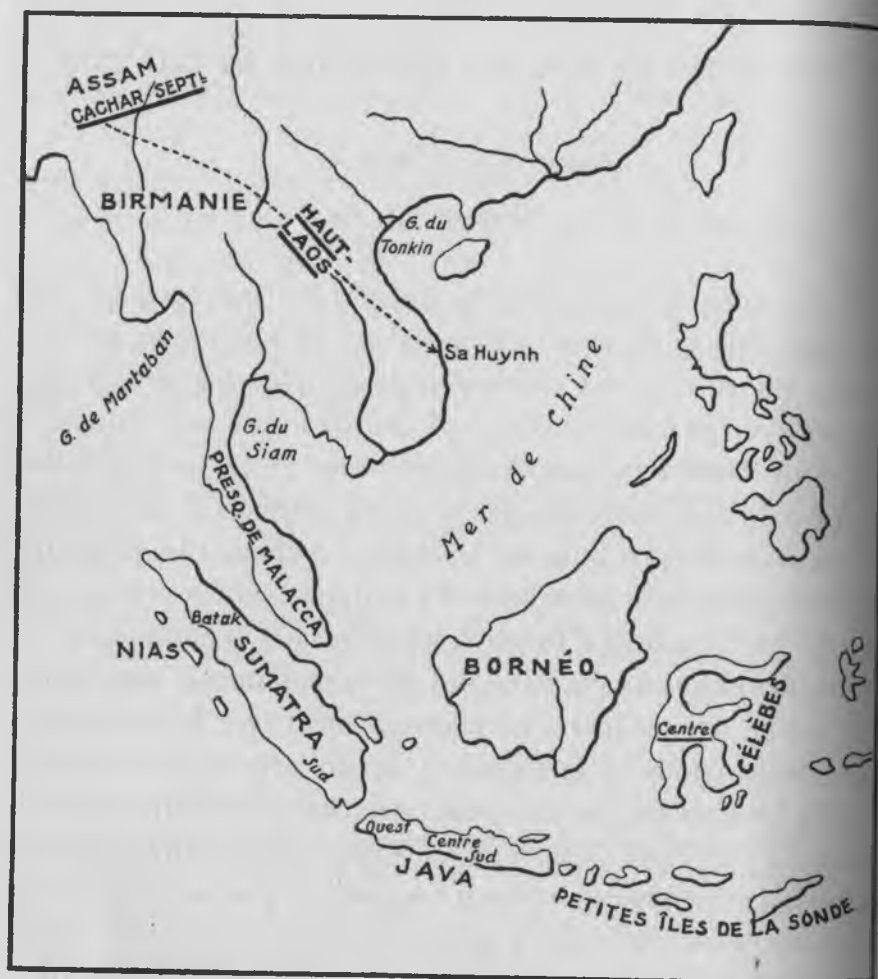 ASSAM
CACHAR SEPT!
BIRMANIE
HAUT-
LAOS
G. du
Tonkin
Sa Huynh
G. de Martaban
G. du
Siam
Mer de Chine
PRESQ. DE MALACCA
Batak
NIAS
SUMATRA
Sud
BORNÉO
Centre
CÉLÈBES
Ouest
Centre
Sud
JAVA
PETITES ÎLES DE LA SONDE